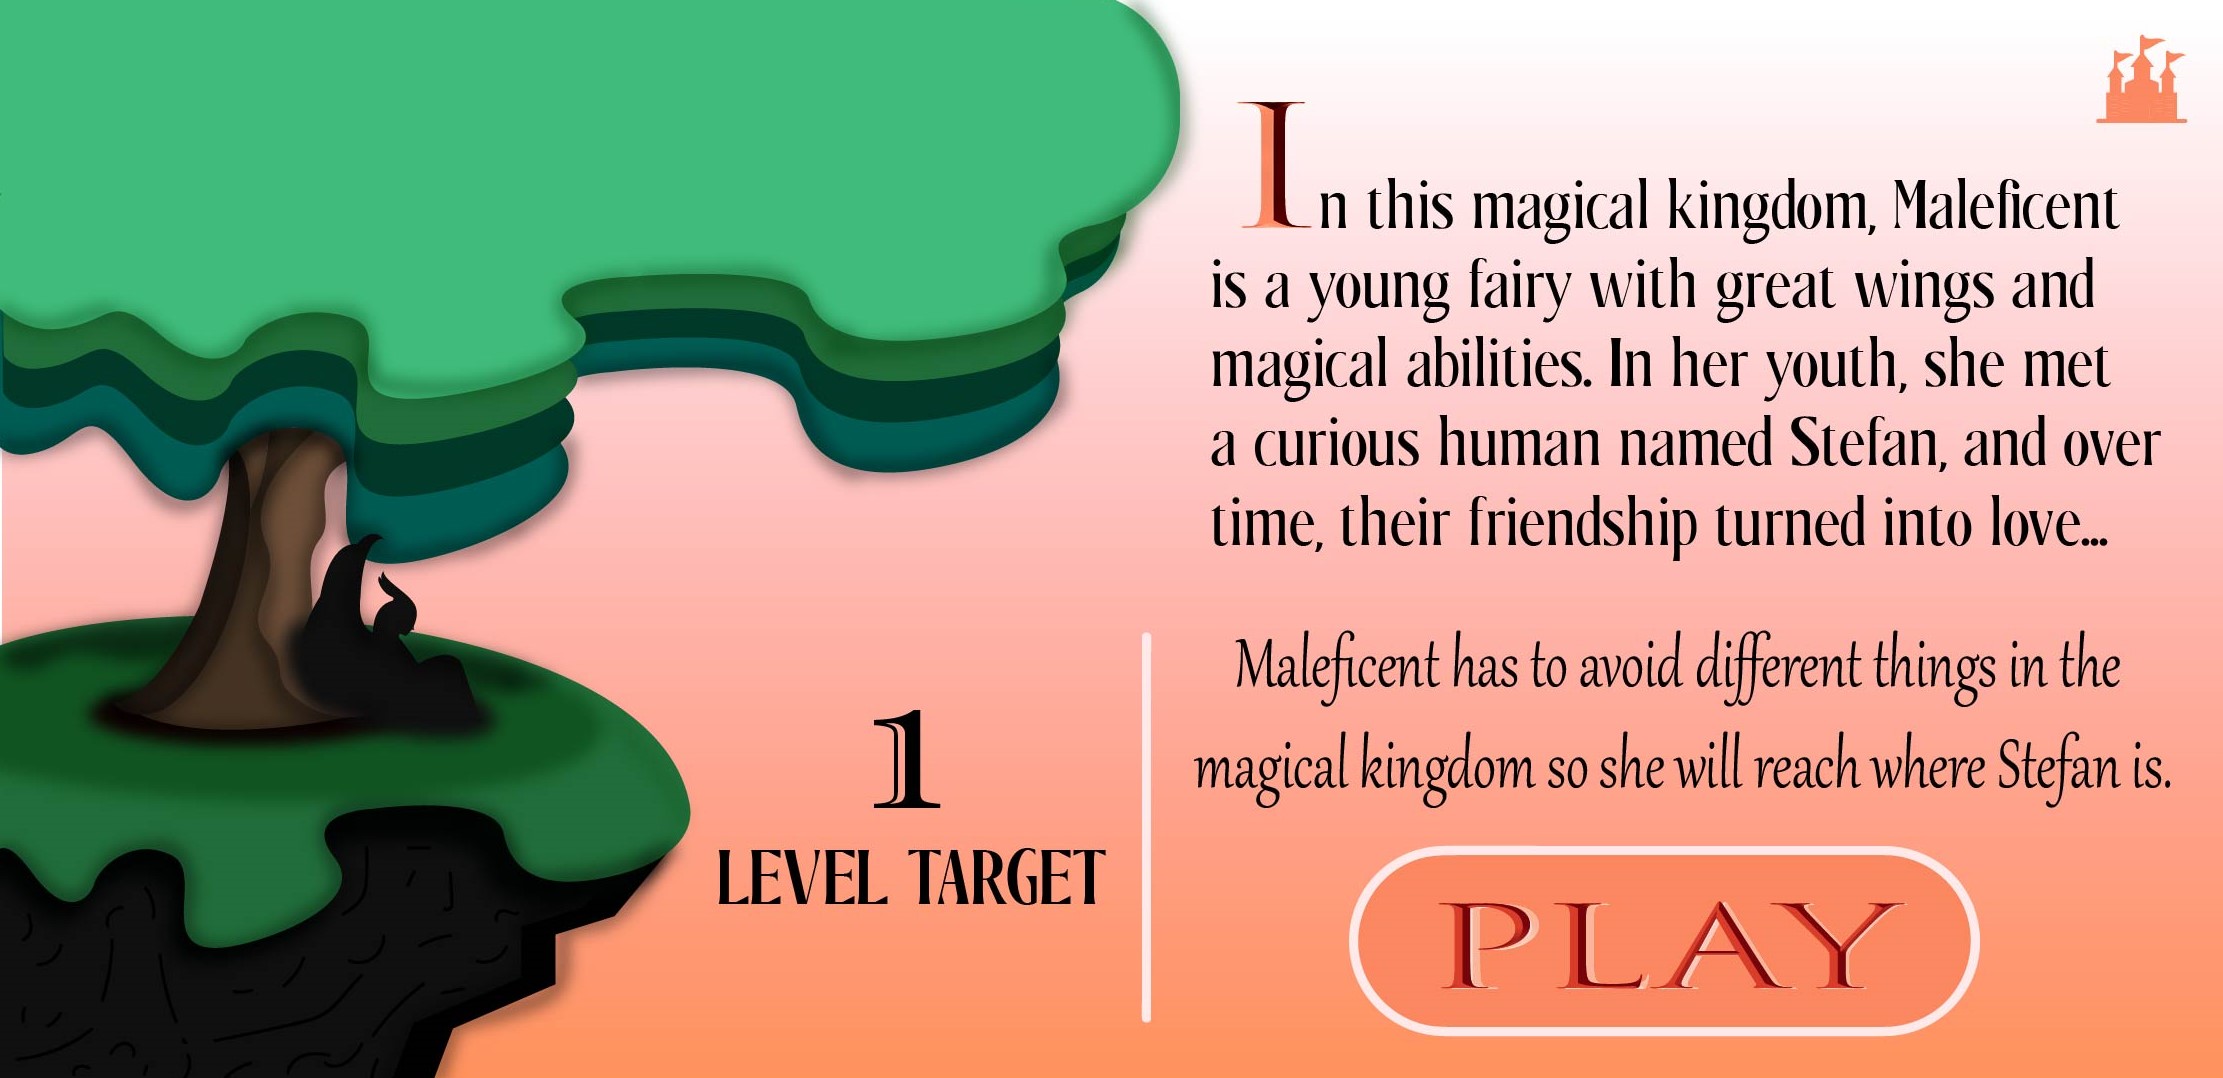 In this magical kingdom, Maleficent
is a young fairy with great wings and
magical abilities. In her youth, she met
a curious human named Stefan, and over
time, their friendship turned into love...
1
LEVEL TARGET
Maleficent has to avoid different things in the
magical kingdom so she will reach where Stefan is.
PLAY